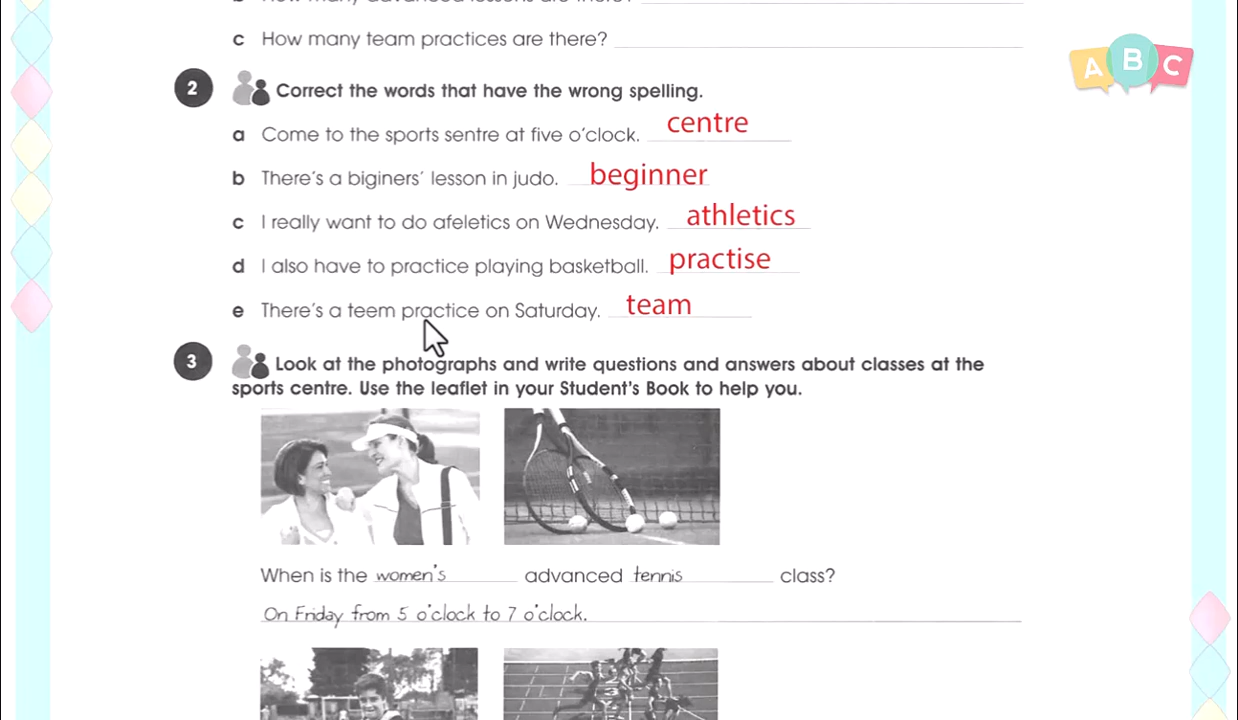 c How many team practices are there?
A B C
2 Correct the words that have the wrong spelling.
a Come to the sports sentre at five o'clock. centre
b There's a biginers' lesson in judo. beginner
c I really want to do afeletics on Wednesday. athletics
d I also have to practice playing basketball. practise
e There's a teem practice on Saturday. team
3 Look at the photographs and write questions and answers about classes at the
sports centre. Use the leaflet in your Student's Book to help you.
When is the women's advanced tennis class?
On Friday from 5 o'clock to 7 o'clock.